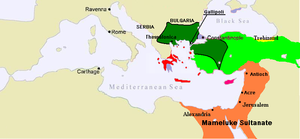 Ravenna
Rome
SERBIA
BULGARIA
Gallipoli
Black Sea
Constantinople
Thessalonica
Trebizond
Carthage
Mediterranean Sea
Antioch
Acre
Jerusalem
Alexandria
Mameluke Sultanate